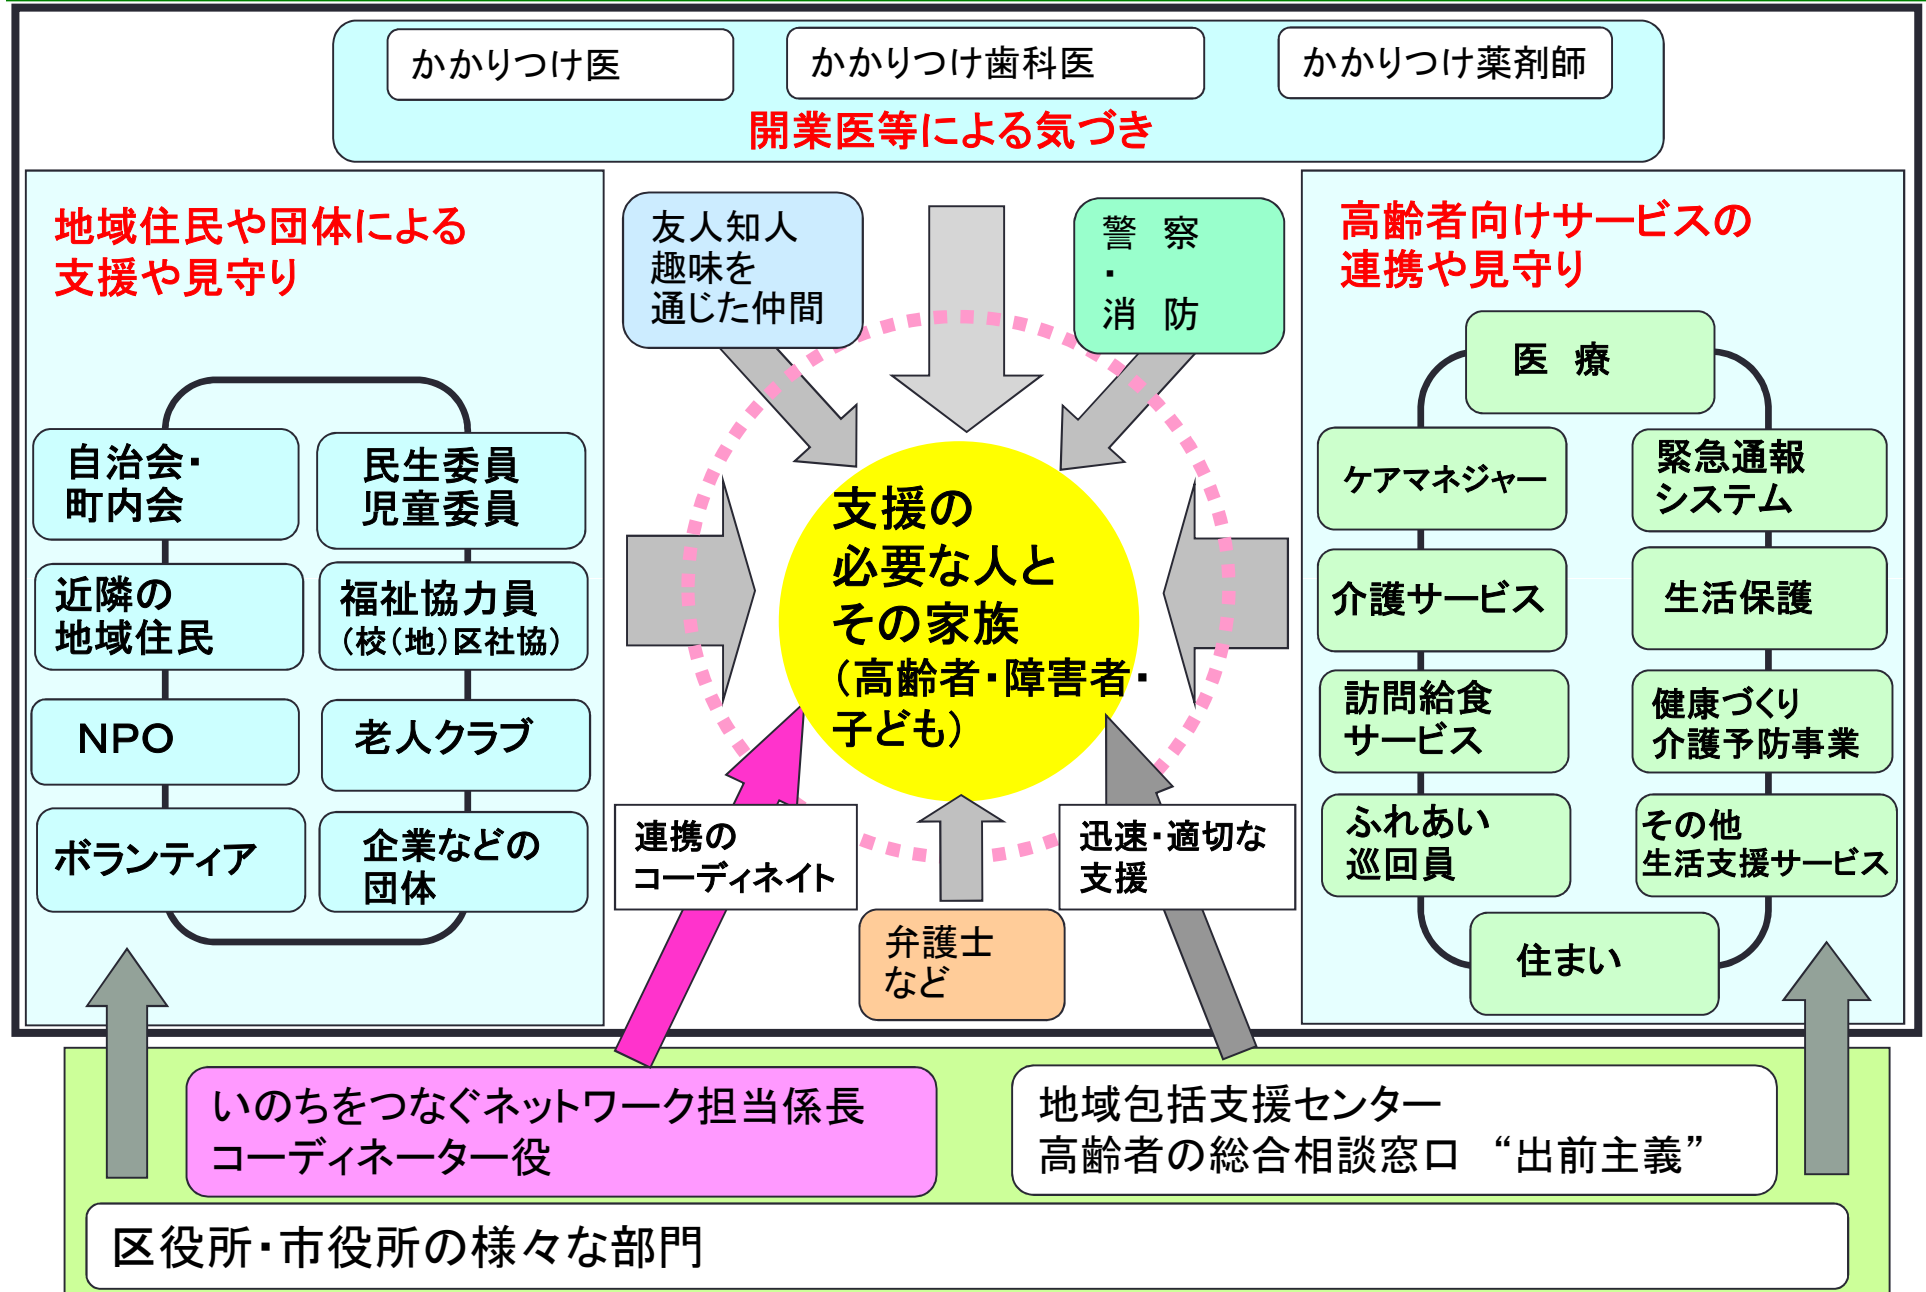 かかりつけ医
かかりつけ歯科医
かかりつけ薬剤師
開業医等による気づき
地域住民や団体による
支援や見守り
自治会・
町内会
民生委員
児童委員
近隣の
地域住民
福祉協力員
（校（地）区社協）
NPO
老人クラブ
ボランティア
企業などの
団体
友人知人
趣味を
通じた仲間
警　察
・
消　防
支援の
必要な人と
その家族
（高齢者・障害者・
子ども）
連携の
コーディネイト
迅速・適切な
支援
弁護士
など
高齢者向けサービスの
連携や見守り
医　療
ケアマネジャー
緊急通報
システム
介護サービス
生活保護
訪問給食
サービス
健康づくり
介護予防事業
ふれあい
巡回員
その他
生活支援サービス
住まい
いのちをつなぐネットワーク担当係長
コーディネーター役
地域包括支援センター
高齢者の総合相談窓口　“出前主義”
区役所・市役所の様々な部門